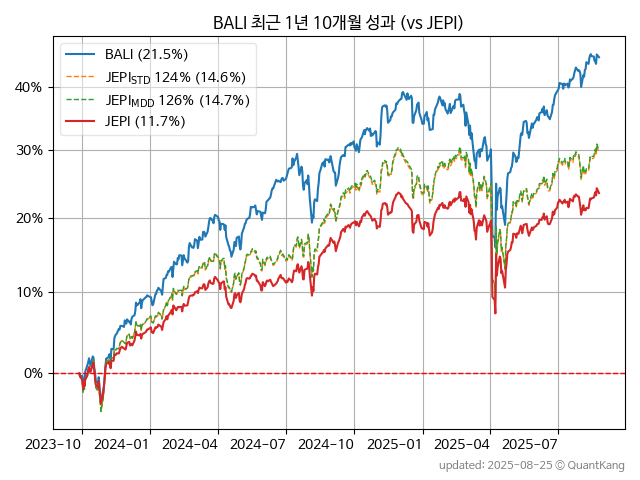 BALI 최근 1년 10개월 성과 (vs JEPI)
BALI (21.5%)
JEPI_STD 124% (14.6%)
JEPI_MDD 126% (14.7%)
JEPI (11.7%)
40%
30%
20%
10%
0%
2023-10 2024-01 2024-04 2024-07 2024-10 2025-01 2025-04 2025-07
updated: 2025-08-25 © QuantKang